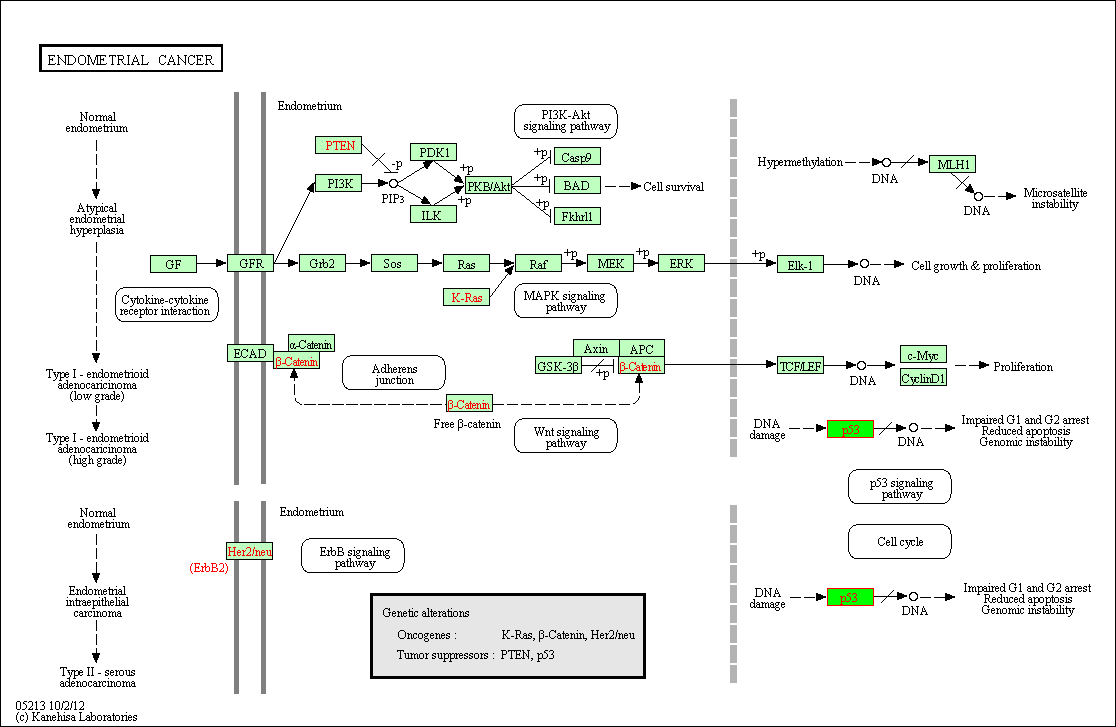 ENDOMETRIAL CANCER
Normal
endometrium
Atypical
endometrial
hyperplasia
Type I - endometrioid
adenocarcinoma
(low grade)
Type I - endometrioid
adenocarcinoma
(high grade)
Endometrium
PTEN
PI3K
-p
PIP3
PDK1
ILK
+p
+p
PKB/Akt
PI3K-Akt
signaling pathway
+p
Casp9
+p
BAD
+p
Fkhrl1
Cell survival
Hypermethylation
DNA
MLH1
DNA
Microsatellite
instability
GF
GFR
Grb2
Sos
Ras
Raf
+p
MEK
+p
ERK
+p
Elk-1
DNA
Cell growth & proliferation
K-Ras
MAPK signaling
pathway
Cytokine-cytokine
receptor interaction
ECAD
α-Catenin
β-Catenin
Adherens
junction
Axin
APC
GSK-3β
+p
β-Catenin
TCF/LEF
DNA
c-Myc
CyclinD1
Proliferation
β-Catenin
Free β-catenin
Wnt signaling
pathway
DNA
damage
p53
DNA
Impaired G1 and G2 arrest
Reduced apoptosis
Genomic instability
p53 signaling
pathway
Cell cycle
Normal
endometrium
Endometrial
intraepithelial
carcinoma
Type II - serous
adenocarcinoma
Endometrium
Her2/neu
(ErbB2)
ErbB signaling
pathway
DNA
damage
p53
DNA
Impaired G1 and G2 arrest
Reduced apoptosis
Genomic instability
Genetic alterations
Oncogenes : K-Ras, β-Catenin, Her2/neu
Tumor suppressors : PTEN, p53
05213 10/2/12
(c) Kanehisa Laboratories